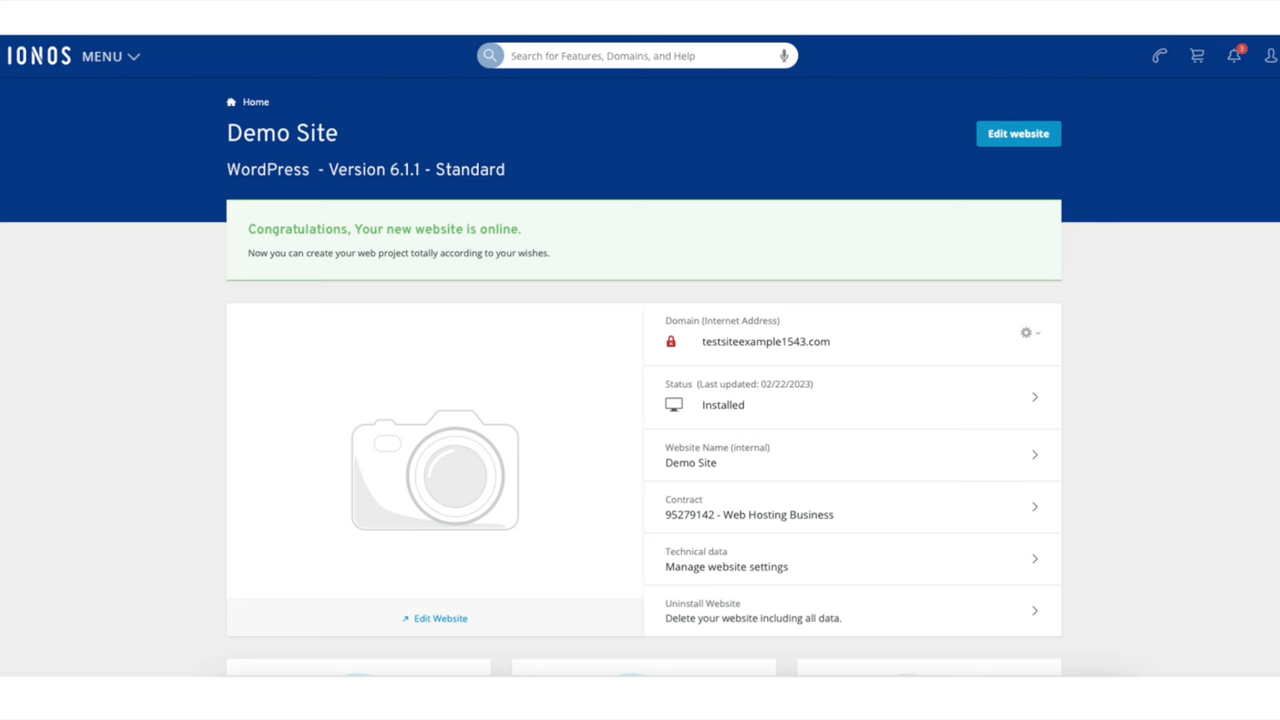 IONOS MENU
Search for Features, Domains, and Help
3
Home
Demo Site
Edit website
WordPress - Version 6.1.1 - Standard
Congratulations, Your new website is online.
Now you can create your web project totally according to your wishes.
Domain (Internet Address)
testsiteexample1543.com
Status (Last updated: 02/22/2023)
Installed
Website Name (internal)
Demo Site
Contract
95279142 - Web Hosting Business
Technical data
Manage website settings
Uninstall Website
Delete your website including all data.
Edit Website